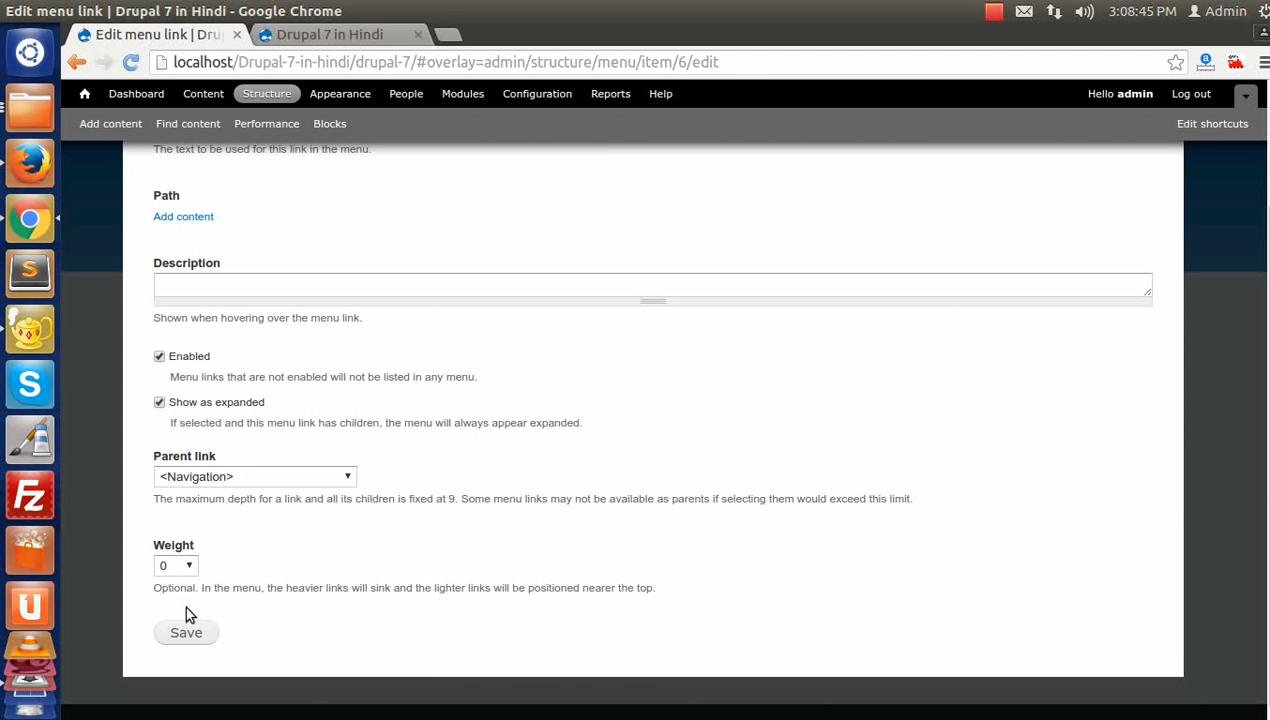 Edit menu link | Drupal 7 in Hindi - Google Chrome
3:08:45 PM
Admin
Edit menu link | Dru
Drupal 7 in Hindi
localhost/Drupal-7-in-hindi/drupal-7/#overlay=admin/structure/menu/item/6/edit
Dashboard Content Structure Appearance People Modules Configuration Reports Help
Hello admin Log out
Add content Find content Performance Blocks
Edit shortcuts
The text to be used for this link in the menu.
Path
Add content
Description
Shown when hovering over the menu link.
Enabled
Menu links that are not enabled will not be listed in any menu.
Show as expanded
If selected and this menu link has children, the menu will always appear expanded.
Parent link
<Navigation>
The maximum depth for a link and all its children is fixed at 9. Some menu links may not be available as parents if selecting them would exceed this limit.
Weight
0
Optional. In the menu, the heavier links will sink and the lighter links will be positioned nearer the top.
Save